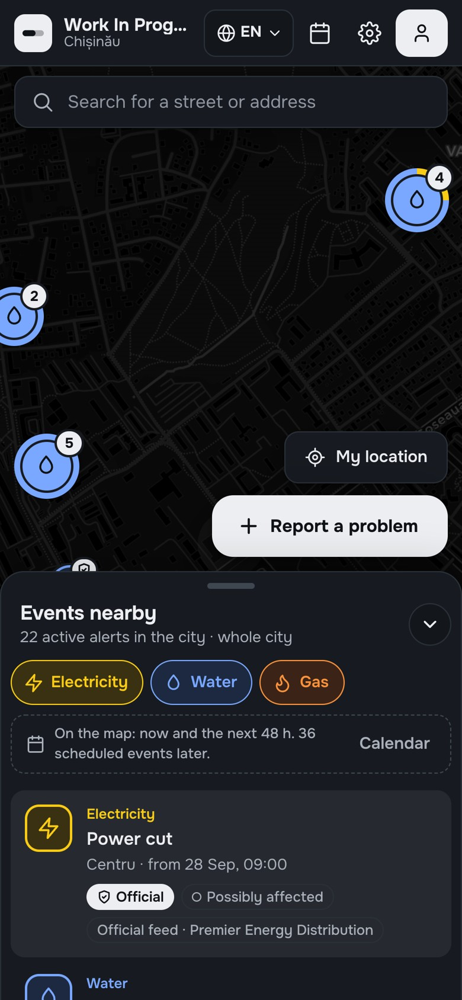 Work In Prog...
Chișinău
EN
Search for a street or address
VA
4
2
5
My location
Report a problem
Events nearby
22 active alerts in the city · whole city
Electricity
Water
Gas
On the map: now and the next 48 h. 36
scheduled events later.
Calendar
Electricity
Power cut
Centru · from 28 Sep, 09:00
Official
Possibly affected
Official feed · Premier Energy Distribution
Water